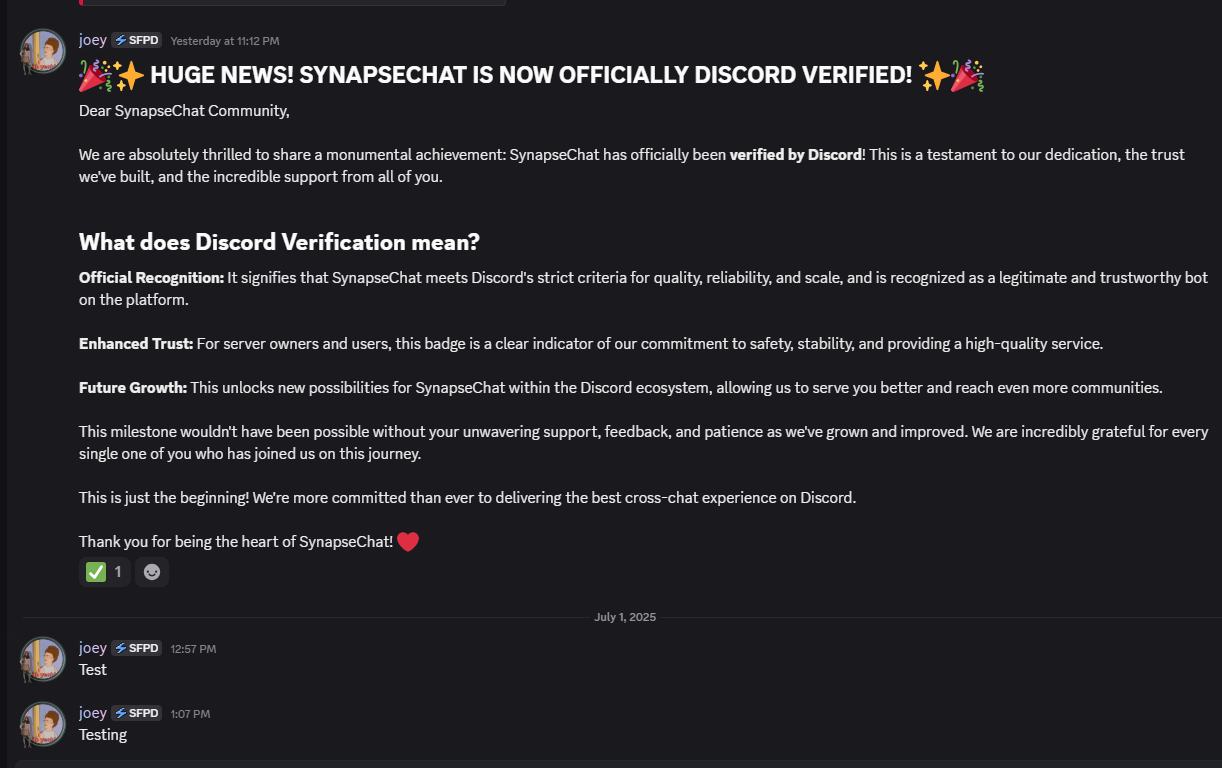 joey SFPD Yesterday at 11:12 PM
🎉✨ HUGE NEWS! SYNAPSECHAT IS NOW OFFICIALLY DISCORD VERIFIED! ✨🎉
Dear SynapseChat Community,
We are absolutely thrilled to share a monumental achievement: SynapseChat has officially been verified by Discord! This is a testament to our dedication, the trust
we've built, and the incredible support from all of you.
What does Discord Verification mean?
Official Recognition: It signifies that SynapseChat meets Discord's strict criteria for quality, reliability, and scale, and is recognized as a legitimate and trustworthy bot
on the platform.
Enhanced Trust: For server owners and users, this badge is a clear indicator of our commitment to safety, stability, and providing a high-quality service.
Future Growth: This unlocks new possibilities for SynapseChat within the Discord ecosystem, allowing us to serve you better and reach even more communities.
This milestone wouldn't have been possible without your unwavering support, feedback, and patience as we've grown and improved. We are incredibly grateful for every
single one of you who has joined us on this journey.
This is just the beginning! We're more committed than ever to delivering the best cross-chat experience on Discord.
Thank you for being the heart of SynapseChat! ❤️
✅ 1
July 1, 2025
joey SFPD 12:57 PM
Test
joey SFPD 1:07 PM
Testing